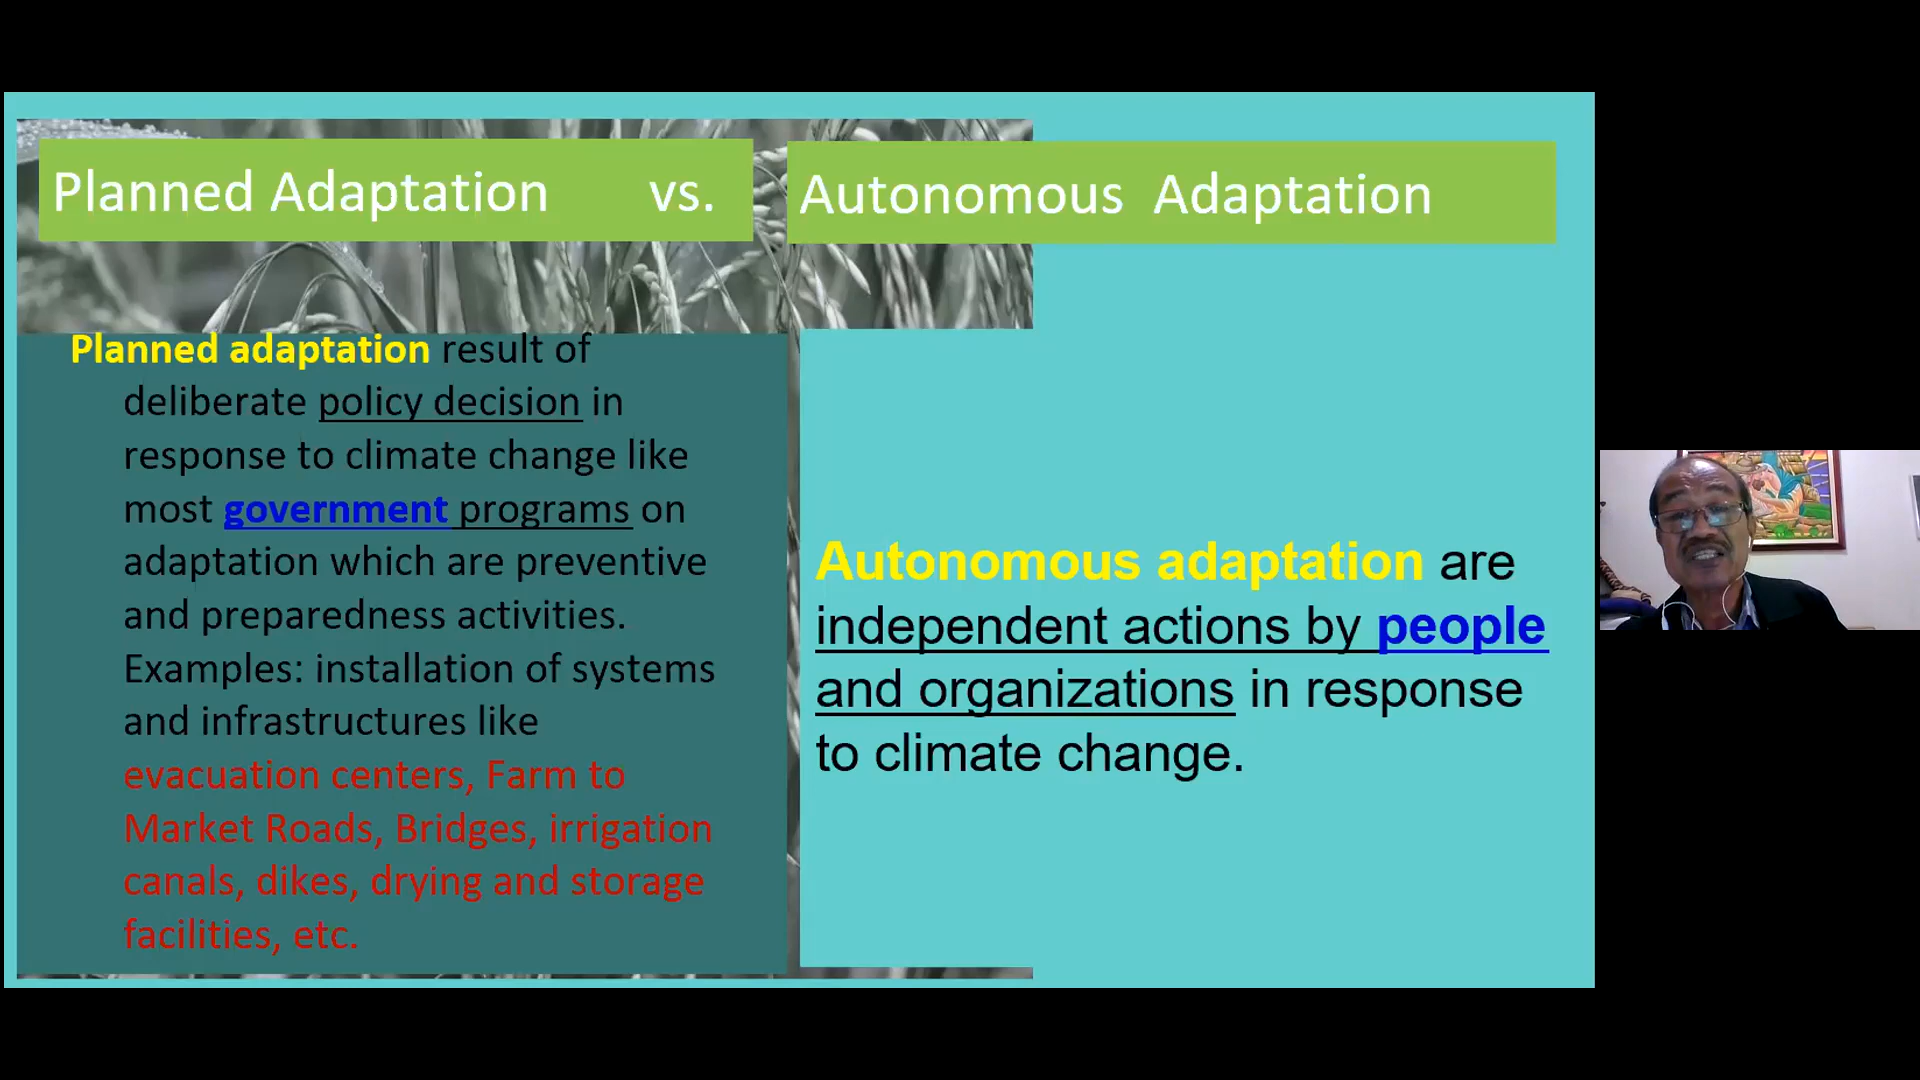 Planned Adaptation vs.
Autonomous Adaptation
Planned adaptation result of
deliberate policy decision in
response to climate change like
most government programs on
adaptation which are preventive
and preparedness activities.
Examples: installation of systems
and infrastructures like
evacuation centers, Farm to
Market Roads, Bridges, irrigation
canals, dikes, drying and storage
facilities, etc.
Autonomous adaptation are
independent actions by people
and organizations in response
to climate change.